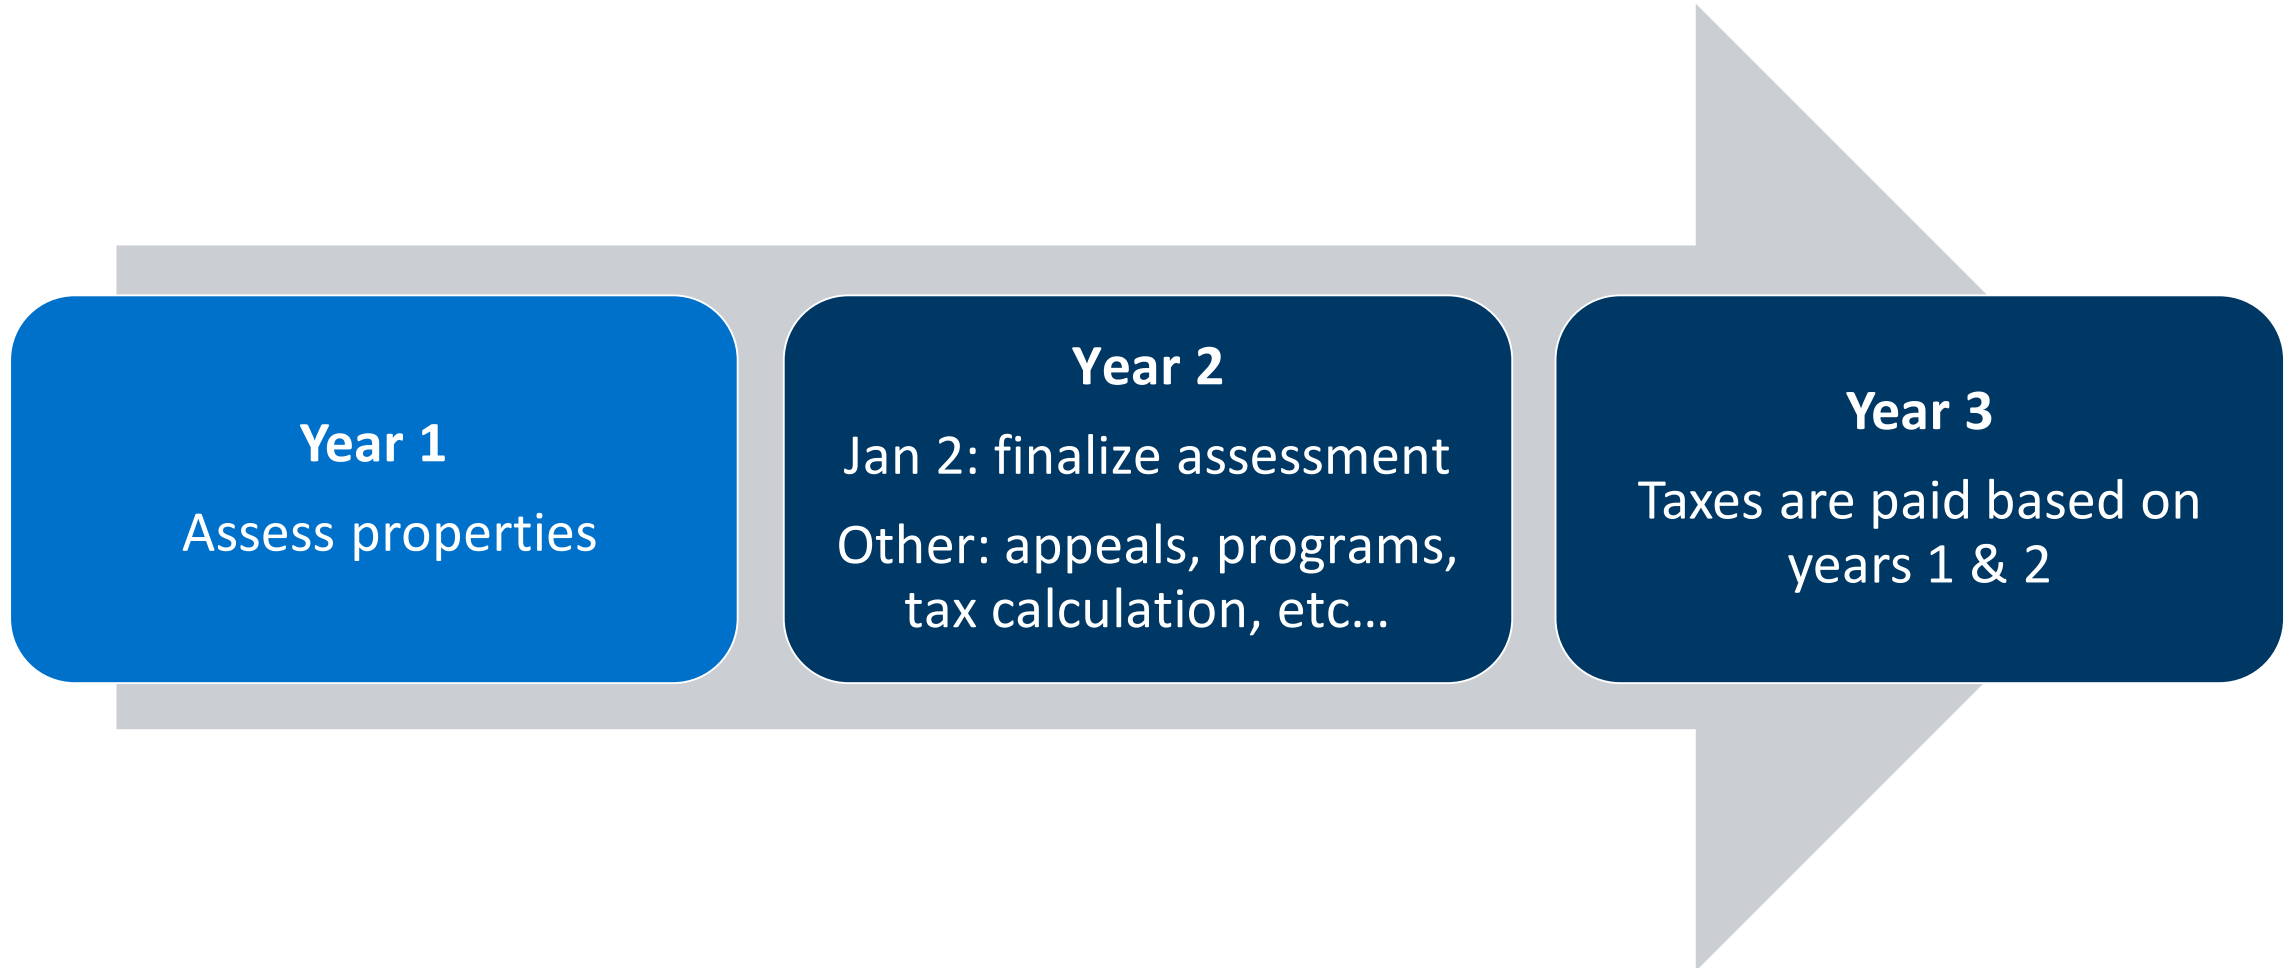 Year 1
Assess properties
Year 2
Jan 2: finalize assessment
Other: appeals, programs,
tax calculation, etc…
Year 3
Taxes are paid based on
years 1 & 2